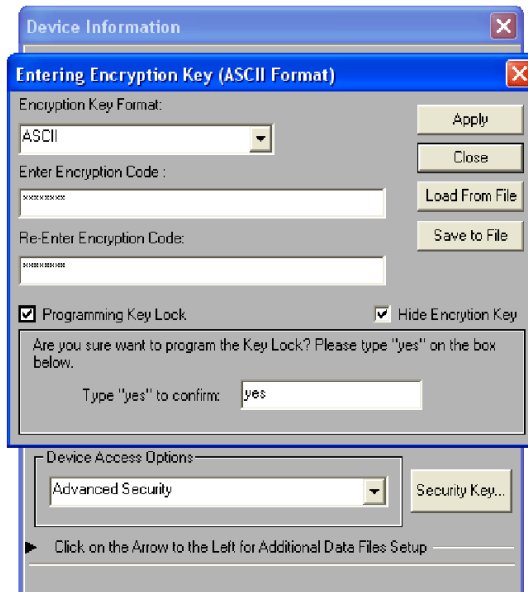 Device Information
Entering Encryption Key (ASCII Format)
Encryption Key Format:
ASCII
Apply
Close
Enter Encryption Code :
********
Load From File
Re-Enter Encryption Code:
Save to File
********
Programming Key Lock
Hide Encrytion Key
Are you sure want to program the Key Lock? Please type "yes" on the box
below.
Type "yes" to confirm:
yes
Device Access Options
Advanced Security
Security Key...
Click on the Arrow to the Left for Additional Data Files Setup